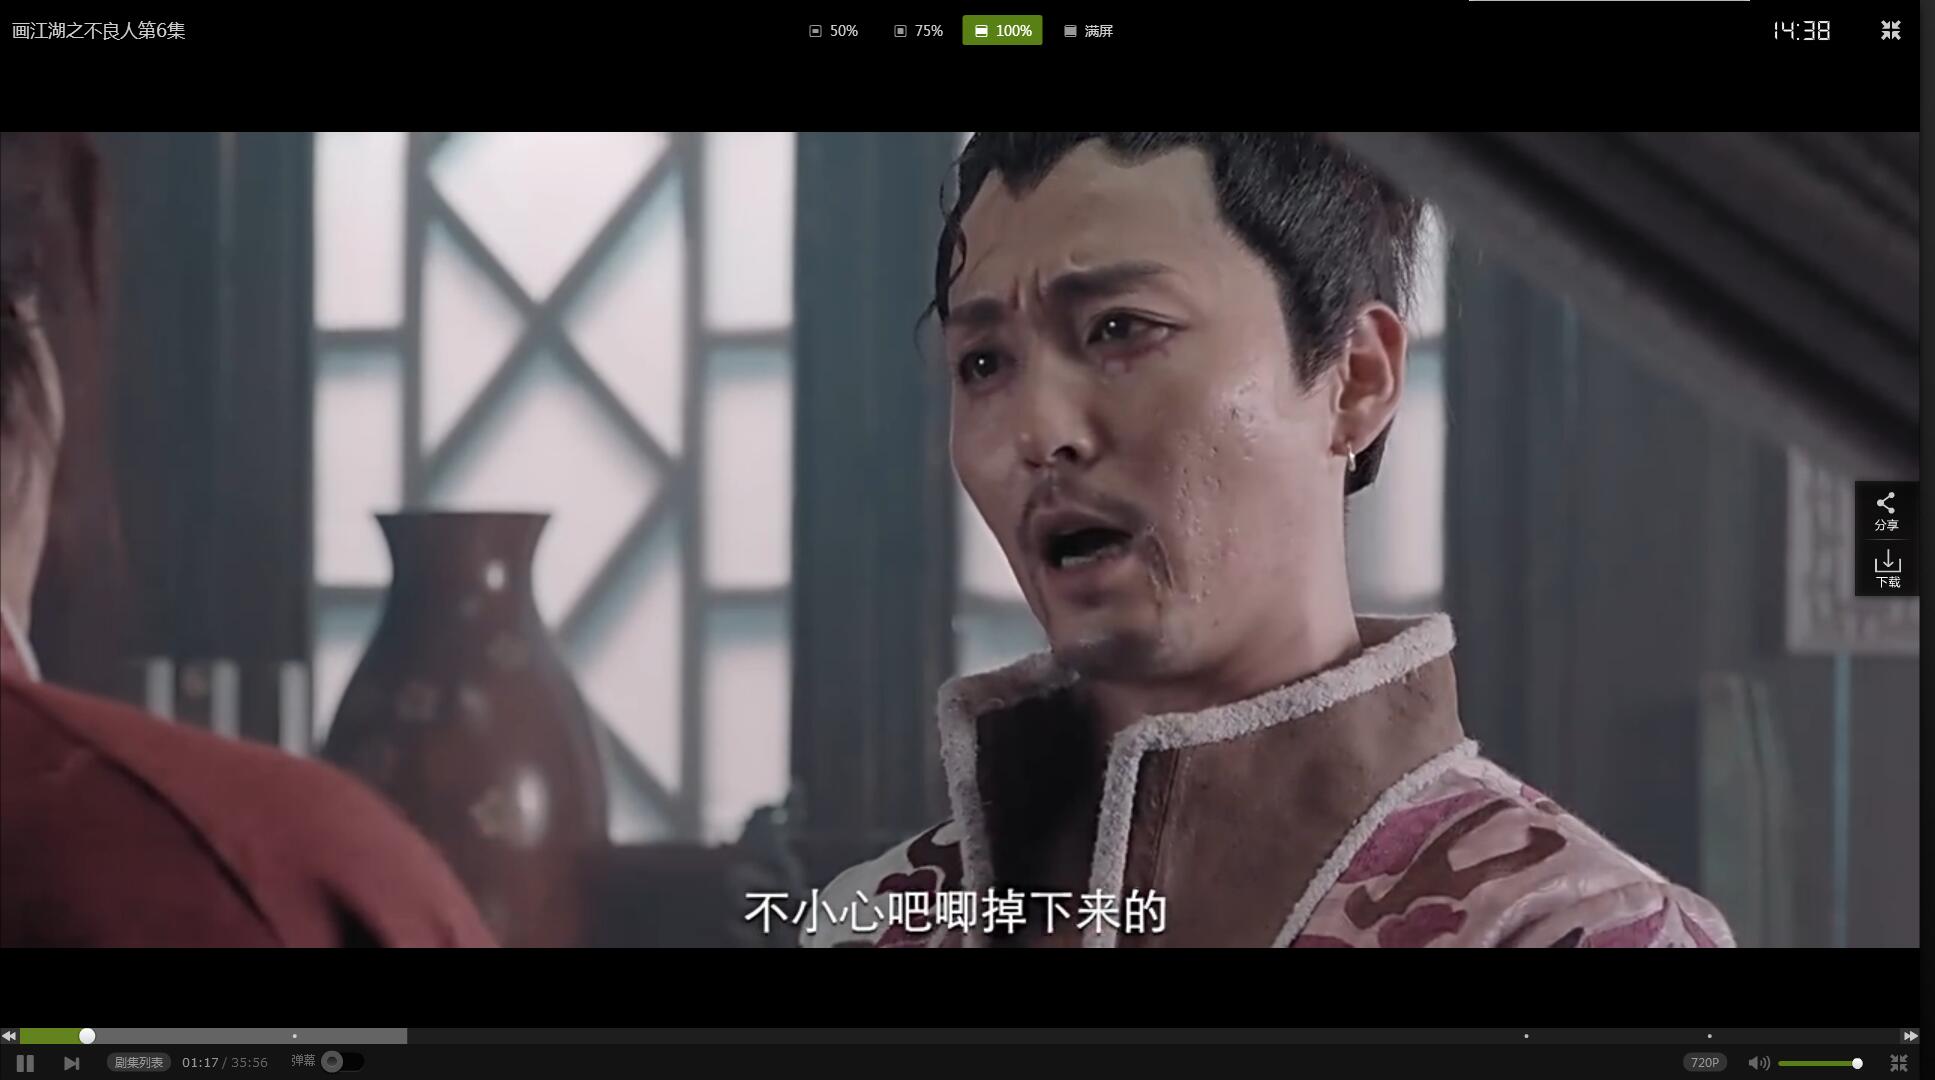 画江湖之不良人第6集
50%
75%
100%
满屏
14:38
分享
下载
不小心吧唧掉下来的
剧集列表
01:17 / 35:56
弹幕
720P